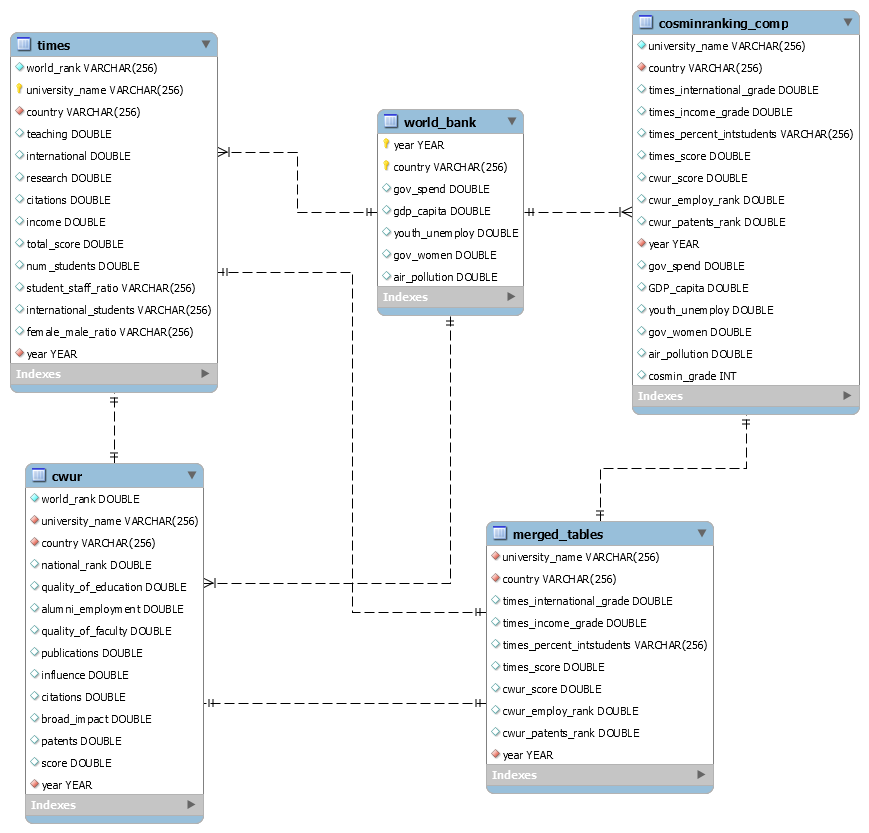 times
world_rank VARCHAR(256)
university_name VARCHAR(256)
country VARCHAR(256)
teaching DOUBLE
international DOUBLE
research DOUBLE
citations DOUBLE
income DOUBLE
total_score DOUBLE
num_students DOUBLE
student_staff_ratio VARCHAR(256)
international_students VARCHAR(256)
female_male_ratio VARCHAR(256)
year YEAR
Indexes
world_bank
year YEAR
country VARCHAR(256)
gov_spend DOUBLE
gdp_capita DOUBLE
youth_unemploy DOUBLE
gov_women DOUBLE
air_pollution DOUBLE
Indexes
cosminranking_comp
university_name VARCHAR(256)
country VARCHAR(256)
times_international_grade DOUBLE
times_income_grade DOUBLE
times_percent_intstudents VARCHAR(256)
times_score DOUBLE
cwur_score DOUBLE
cwur_employ_rank DOUBLE
cwur_patents_rank DOUBLE
year YEAR
gov_spend DOUBLE
GDP_capita DOUBLE
youth_unemploy DOUBLE
gov_women DOUBLE
air_pollution DOUBLE
cosmin_grade INT
Indexes
cwur
world_rank DOUBLE
university_name VARCHAR(256)
country VARCHAR(256)
national_rank DOUBLE
quality_of_education DOUBLE
alumni_employment DOUBLE
quality_of_faculty DOUBLE
publications DOUBLE
influence DOUBLE
citations DOUBLE
broad_impact DOUBLE
patents DOUBLE
score DOUBLE
year YEAR
Indexes
merged_tables
university_name VARCHAR(256)
country VARCHAR(256)
times_international_grade DOUBLE
times_income_grade DOUBLE
times_percent_intstudents VARCHAR(256)
times_score DOUBLE
cwur_score DOUBLE
cwur_employ_rank DOUBLE
cwur_patents_rank DOUBLE
year YEAR
Indexes